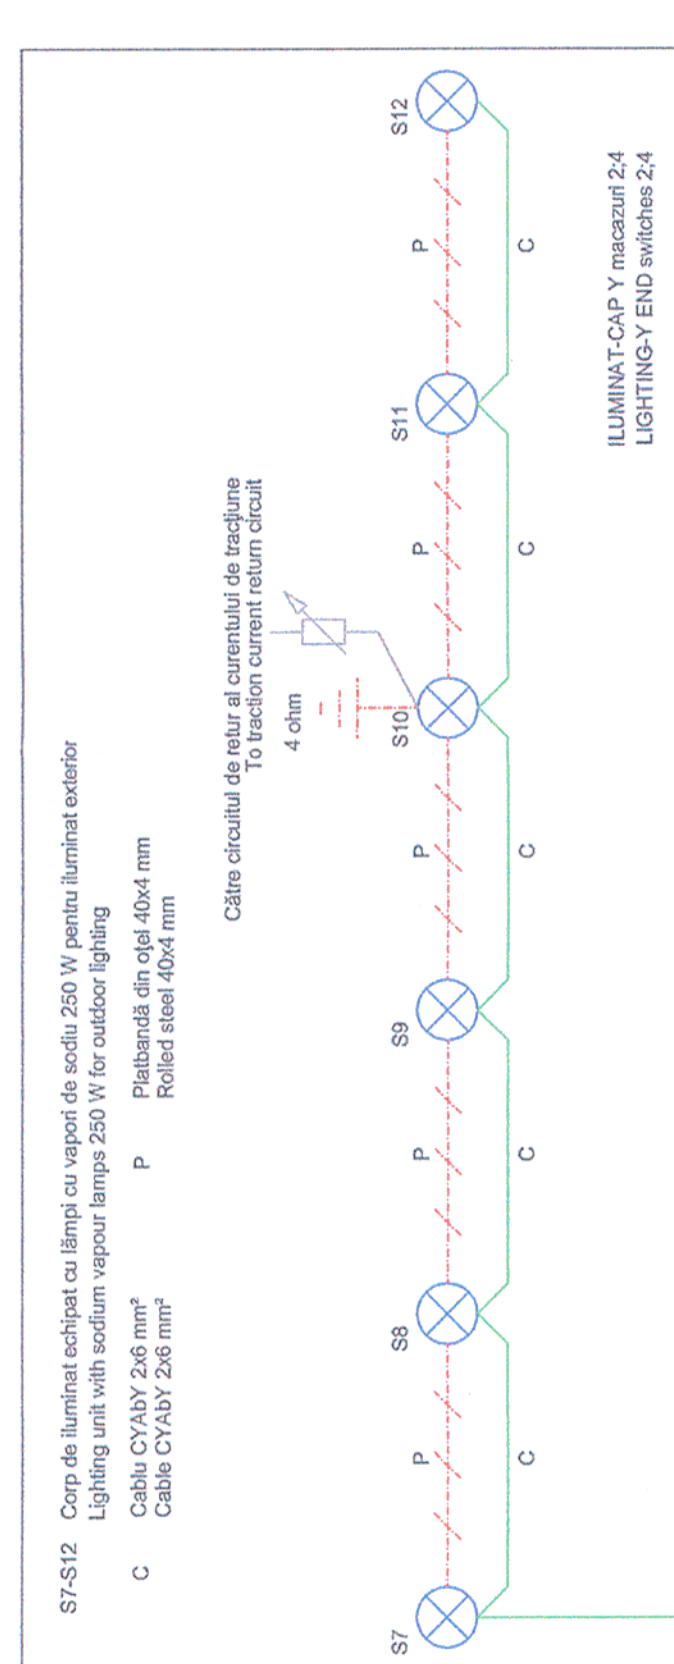 S7-S12 Corp de iluminat echipat cu lămpi cu vapori de sodiu 250 W pentru iluminat exterior
Lighting unit with sodium vapour lamps 250 W for outdoor lighting
C Cablu CYAbY 2x6 mm² P Platbandă din oţel 40x4 mm
Cable CYAbY 2x6 mm² Rolled steel 40x4 mm
Către circuitul de retur al curentului de tracţiune
To traction current return circuit
4 ohm
S7 S8 S9 S10 S11 S12
P P P P P
C C C C C
ILUMINAT-CAP Y macazuri 2;4
LIGHTING-Y END switches 2;4